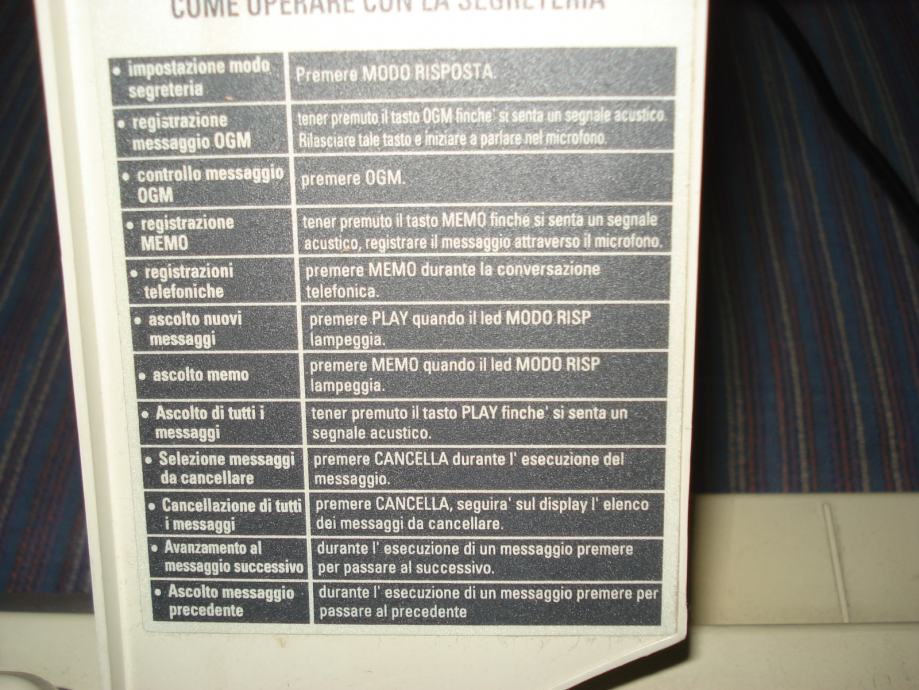 COME OPERARE CON LA SEGRETERIA
• impostazione modo
segreteria
Premere MODO RISPOSTA.
• registrazione
messaggio OGM
tener premuto il tasto OGM finche' si senta un segnale acustico.
Rilasciare tale tasto e iniziare a parlare nel microfono.
• controllo messaggio
OGM
premere OGM.
• registrazione
MEMO
tener premuto il tasto MEMO finche si senta un segnale
acustico, registrare il messaggio attraverso il microfono.
• registrazioni
telefoniche
premere MEMO durante la conversazione
telefonica.
• ascolto nuovi
messaggi
premere PLAY quando il led MODO RISP
lampeggia.
• ascolto memo
premere MEMO quando il led MODO RISP
lampeggia.
• Ascolto di tutti i
messaggi
tener premuto il tasto PLAY finche' si senta un
segnale acustico.
• Selezione messaggi
da cancellare
premere CANCELLA durante l' esecuzione del
messaggio.
• Cancellazione di tutti
i messaggi
premere CANCELLA, seguira' sul display l' elenco
dei messaggi da cancellare.
• Avanzamento al
messaggio successivo
durante l' esecuzione di un messaggio premere
per passare al successivo.
• Ascolto messaggio
precedente
durante l' esecuzione di un messaggio premere per
passare al precedente